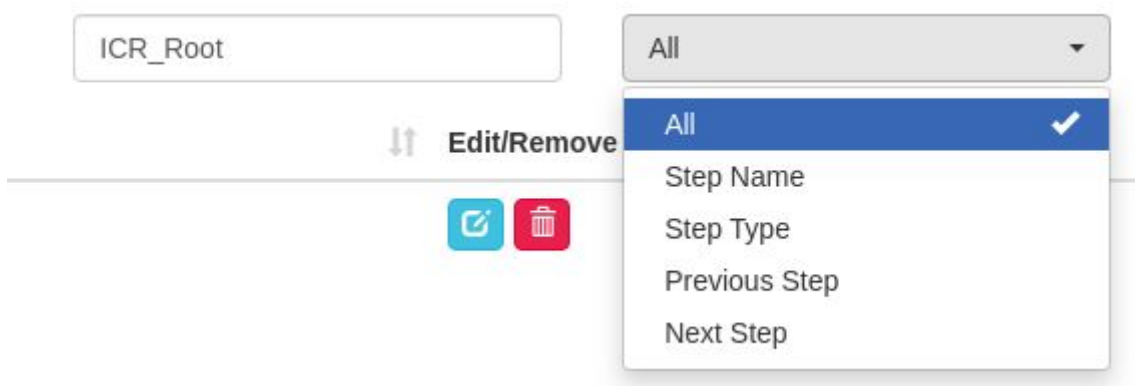 ICR_Root
All
Edit/Remove
All
Step Name
Step Type
Previous Step
Next Step